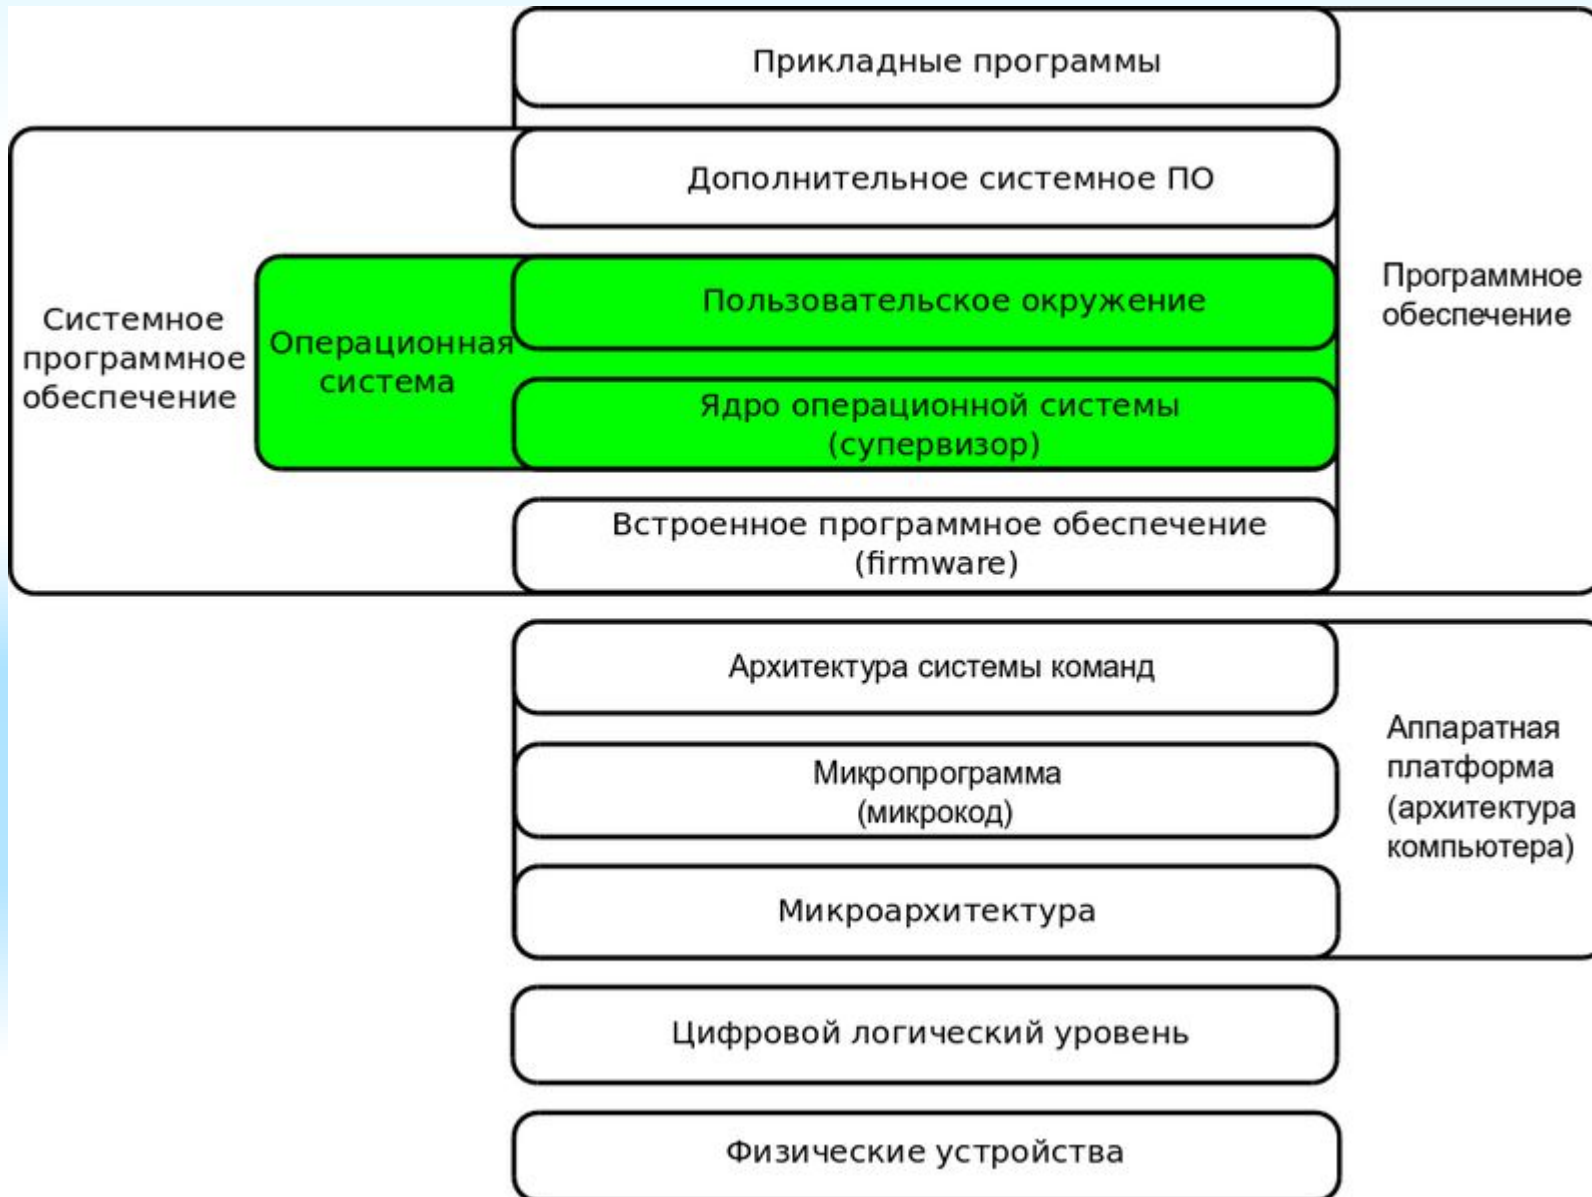 Прикладные программы
Дополнительное системное ПО
Пользовательское окружение
Программное
обеспечение
Системное
программное
обеспечение
Операционная
система
Ядро операционной системы
(супервизор)
Встроенное программное обеспечение
(firmware)
Архитектура системы команд
Микропрограмма
(микрокод)
Аппаратная
платформа
(архитектура
компьютера)
Микроархитектура
Цифровой логический уровень
Физические устройства